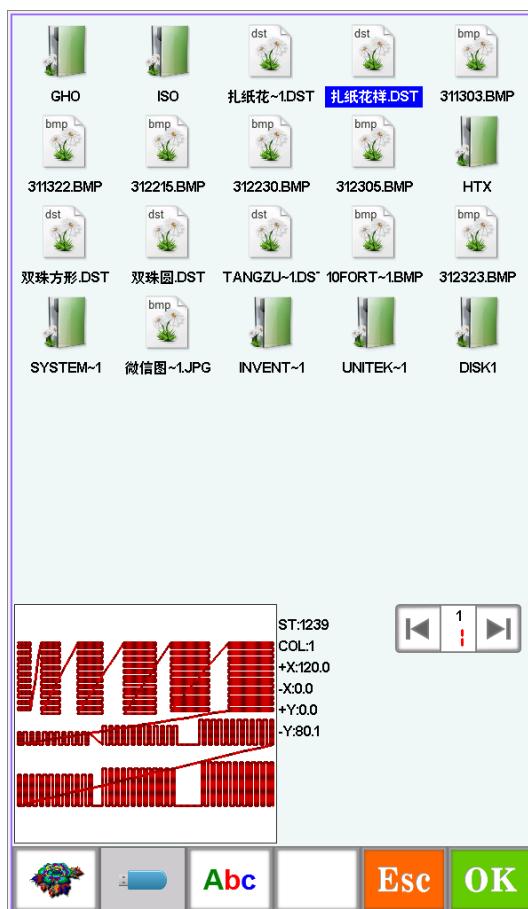 dst
dst
bmp
GHO
ISO
扎纸花~1.DST
扎纸花样.DST
311303.BMP
bmp
bmp
bmp
bmp
311322.BMP
312215.BMP
312230.BMP
312305.BMP
HTX
dst
dst
dst
bmp
bmp
双珠方形.DST
双珠圆.DST
TANGZU~1.DST
10FORT~1.BMP
312323.BMP
bmp
SYSTEM~1
微信图~1.JPG
INVENT~1
UNITEK~1
DISK1
ST:1239
COL:1
+X:120.0
-X:0.0
+Y:0.0
-Y:80.1
1
Abc
Esc
OK